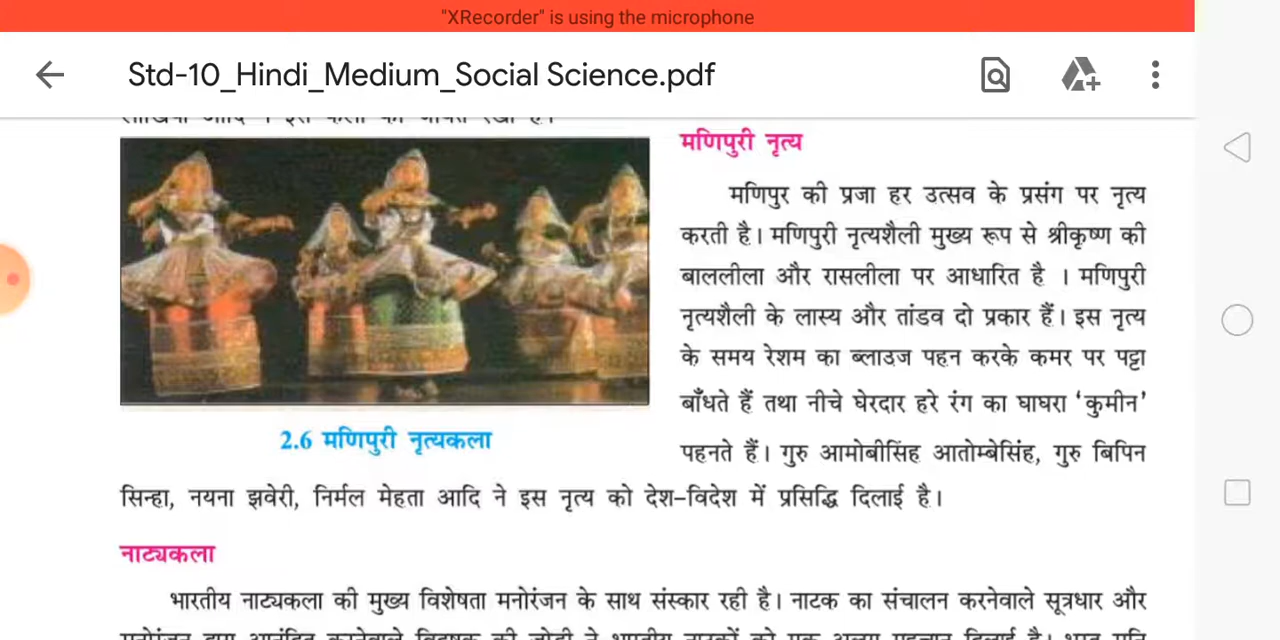 "XRecorder" is using the microphone
Std-10_Hindi_Medium_Social Science.pdf
मणिपुरी नृत्य
मणिपुर की प्रजा हर उत्सव के प्रसंग पर नृत्य
करती है। मणिपुरी नृत्यशैली मुख्य रूप से श्रीकृष्ण की
बाललीला और रासलीला पर आधारित है । मणिपुरी
नृत्यशैली के लास्य और तांडव दो प्रकार हैं। इस नृत्य
के समय रेशम का ब्लाउज पहन करके कमर पर पट्टा
बाँधते हैं तथा नीचे घेरदार हरे रंग का घाघरा ‘कुमीन’
2.6 मणिपुरी नृत्यकला
पहनते हैं। गुरु आमोबीसिंह आतोम्बेसिंह, गुरु बिपिन
सिन्हा, नयना झवेरी, निर्मल मेहता आदि ने इस नृत्य को देश-विदेश में प्रसिद्धि दिलाई है।
नाट्यकला
भारतीय नाट्यकला की मुख्य विशेषता मनोरंजन के साथ संस्कार रही है। नाटक का संचालन करनेवाले सूत्रधार और